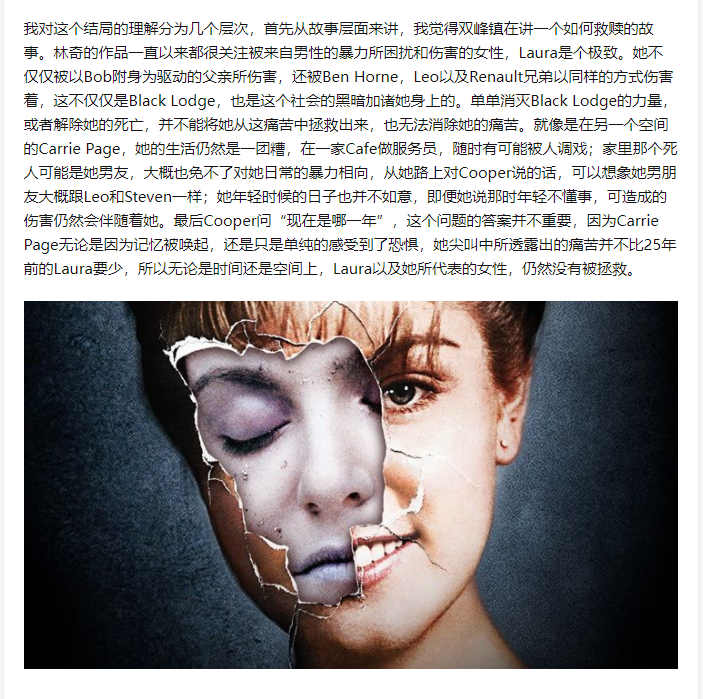 我对这个结局的理解分为几个层次，首先从故事层面来讲，我觉得双峰镇在讲一个如何救赎的故
事。林奇的作品一直以来都很关注被来自男性的暴力所困扰和伤害的女性，Laura是个极致。她不
仅仅被以Bob附身为驱动的父亲所伤害，还被Ben Horne，Leo以及Renault兄弟以同样的方式伤害
着，这不仅仅是Black Lodge，也是这个社会的黑暗加诸她身上的。单单消灭Black Lodge的力量，
或者解除她的死亡，并不能将她从这痛苦中拯救出来，也无法消除她的痛苦。就像是在另一个空间
的Carrie Page，她的生活仍然是一团糟，在一家Cafe做服务员，随时有可能被人调戏；家里那个死
人可能是她男友，大概也免不了对她日常的暴力相向，从她路上对Cooper说的话，可以想象她男朋
友大概跟Leo和Steven一样；她年轻时候的日子也并不如意，即便她说那时年轻不懂事，可造成的
伤害仍然会伴随着她。最后Cooper问“现在是哪一年”，这个问题的答案并不重要，因为Carrie
Page无论是因为记忆被唤起，还是只是单纯的感受到了恐惧，她尖叫中所透露出的痛苦并不比25年
前的Laura要少，所以无论是时间还是空间上，Laura以及她所代表的女性，仍然没有被拯救。